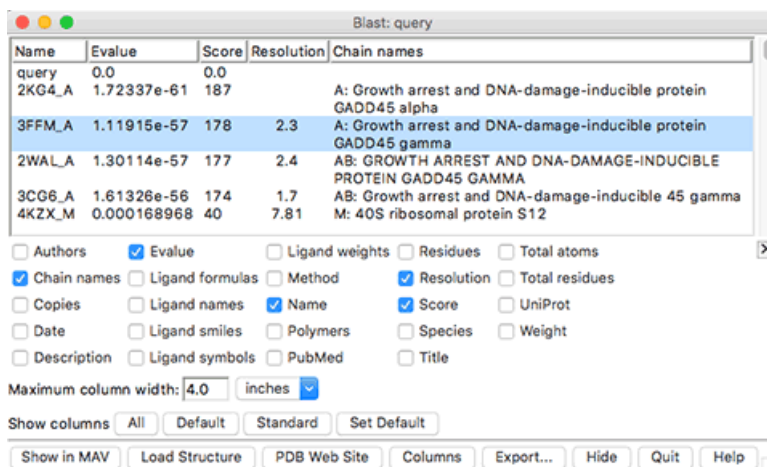 Blast: query
Name Evalue Score Resolution Chain names
query 0.0 0.0
2KG4_A 1.72337e-61 187 A: Growth arrest and DNA-damage-inducible protein
GADD45 alpha
3FFM_A 1.11915e-57 178 2.3 A: Growth arrest and DNA-damage-inducible protein
GADD45 gamma
2WAL_A 1.30114e-57 177 2.4 AB: GROWTH ARREST AND DNA-DAMAGE-INDUCIBLE
PROTEIN GADD45 GAMMA
3CG6_A 1.61326e-56 174 1.7 AB: Growth arrest and DNA-damage-inducible 45 gamma
4KZX_M 0.000168968 40 7.81 M: 40S ribosomal protein S12
Authors Evalue Ligand weights Residues Total atoms
Chain names Ligand formulas Method Resolution Total residues
Copies Ligand names Name Score UniProt
Date Ligand smiles Polymers Species Weight
Description Ligand symbols PubMed Title
Maximum column width: 4.0 inches
Show columns All Default Standard Set Default
Show in MAV Load Structure PDB Web Site Columns Export... Hide Quit Help